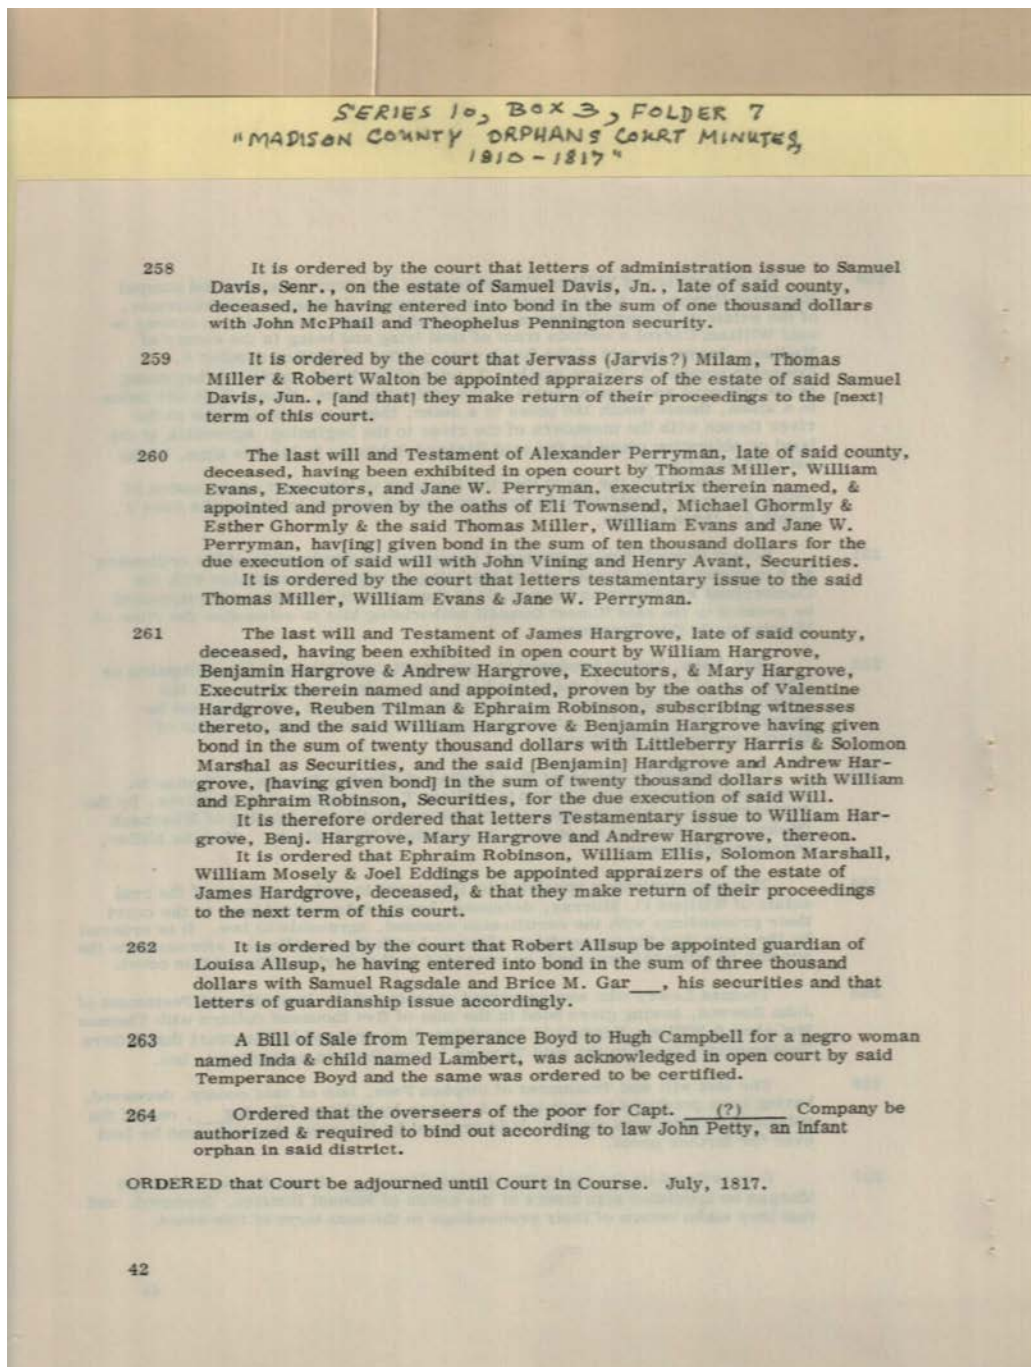 SERIES 10, BOX 3, FOLDER 7
"MADISON COUNTY ORPHANS COURT MINUTES,
1810-1817"
258 It is ordered by the court that letters of administration issue to Samuel
Davis, Senr., on the estate of Samuel Davis, Jn., late of said county,
deceased, he having entered into bond in the sum of one thousand dollars
with John McPhail and Theophelus Pennington security.
259 It is ordered by the court that Jervass (Jarvis?) Milam, Thomas
Miller & Robert Walton be appointed appraizers of the estate of said Samuel
Davis, Jun., [and that] they make return of their proceedings to the [next]
term of this court.
260 The last will and Testament of Alexander Perryman, late of said county,
deceased, having been exhibited in open court by Thomas Miller, William
Evans, Executors, and Jane W. Perryman, executrix therein named, &
appointed and proven by the oaths of Eli Townsend, Michael Ghormly &
Esther Ghormly & the said Thomas Miller, William Evans and Jane W.
Perryman, hav[ing] given bond in the sum of ten thousand dollars for the
due execution of said will with John Vining and Henry Avant, Securities.
It is ordered by the court that letters testamentary issue to the said
Thomas Miller, William Evans & Jane W. Perryman.
261 The last will and Testament of James Hargrove, late of said county,
deceased, having been exhibited in open court by William Hargrove,
Benjamin Hargrove & Andrew Hargrove, Executors, & Mary Hargrove,
Executrix therein named and appointed, proven by the oaths of Valentine
Hardgrove, Reuben Tilman & Ephraim Robinson, subscribing witnesses
thereto, and the said William Hargrove & Benjamin Hargrove having given
bond in the sum of twenty thousand dollars with Littleberry Harris & Solomon
Marshal as Securities, and the said [Benjamin] Hardgrove and Andrew Har-
grove, [having given bond] in the sum of twenty thousand dollars with William
and Ephraim Robinson, Securities, for the due execution of said Will.
It is therefore ordered that letters Testamentary issue to William Har-
grove, Benj. Hargrove, Mary Hargrove and Andrew Hargrove, thereon.
It is ordered that Ephraim Robinson, William Ellis, Solomon Marshall,
William Mosely & Joel Eddings be appointed appraizers of the estate of
James Hardgrove, deceased, & that they make return of their proceedings
to the next term of this court.
262 It is ordered by the court that Robert Allsup be appointed guardian of
Louisa Allsup, he having entered into bond in the sum of three thousand
dollars with Samuel Ragsdale and Brice M. Gar___, his securities and that
letters of guardianship issue accordingly.
263 A Bill of Sale from Temperance Boyd to Hugh Campbell for a negro woman
named Inda & child named Lambert, was acknowledged in open court by said
Temperance Boyd and the same was ordered to be certified.
264 Ordered that the overseers of the poor for Capt. ___(?)___ Company be
authorized & required to bind out according to law John Petty, an Infant
orphan in said district.
ORDERED that Court be adjourned until Court in Course. July, 1817.
42